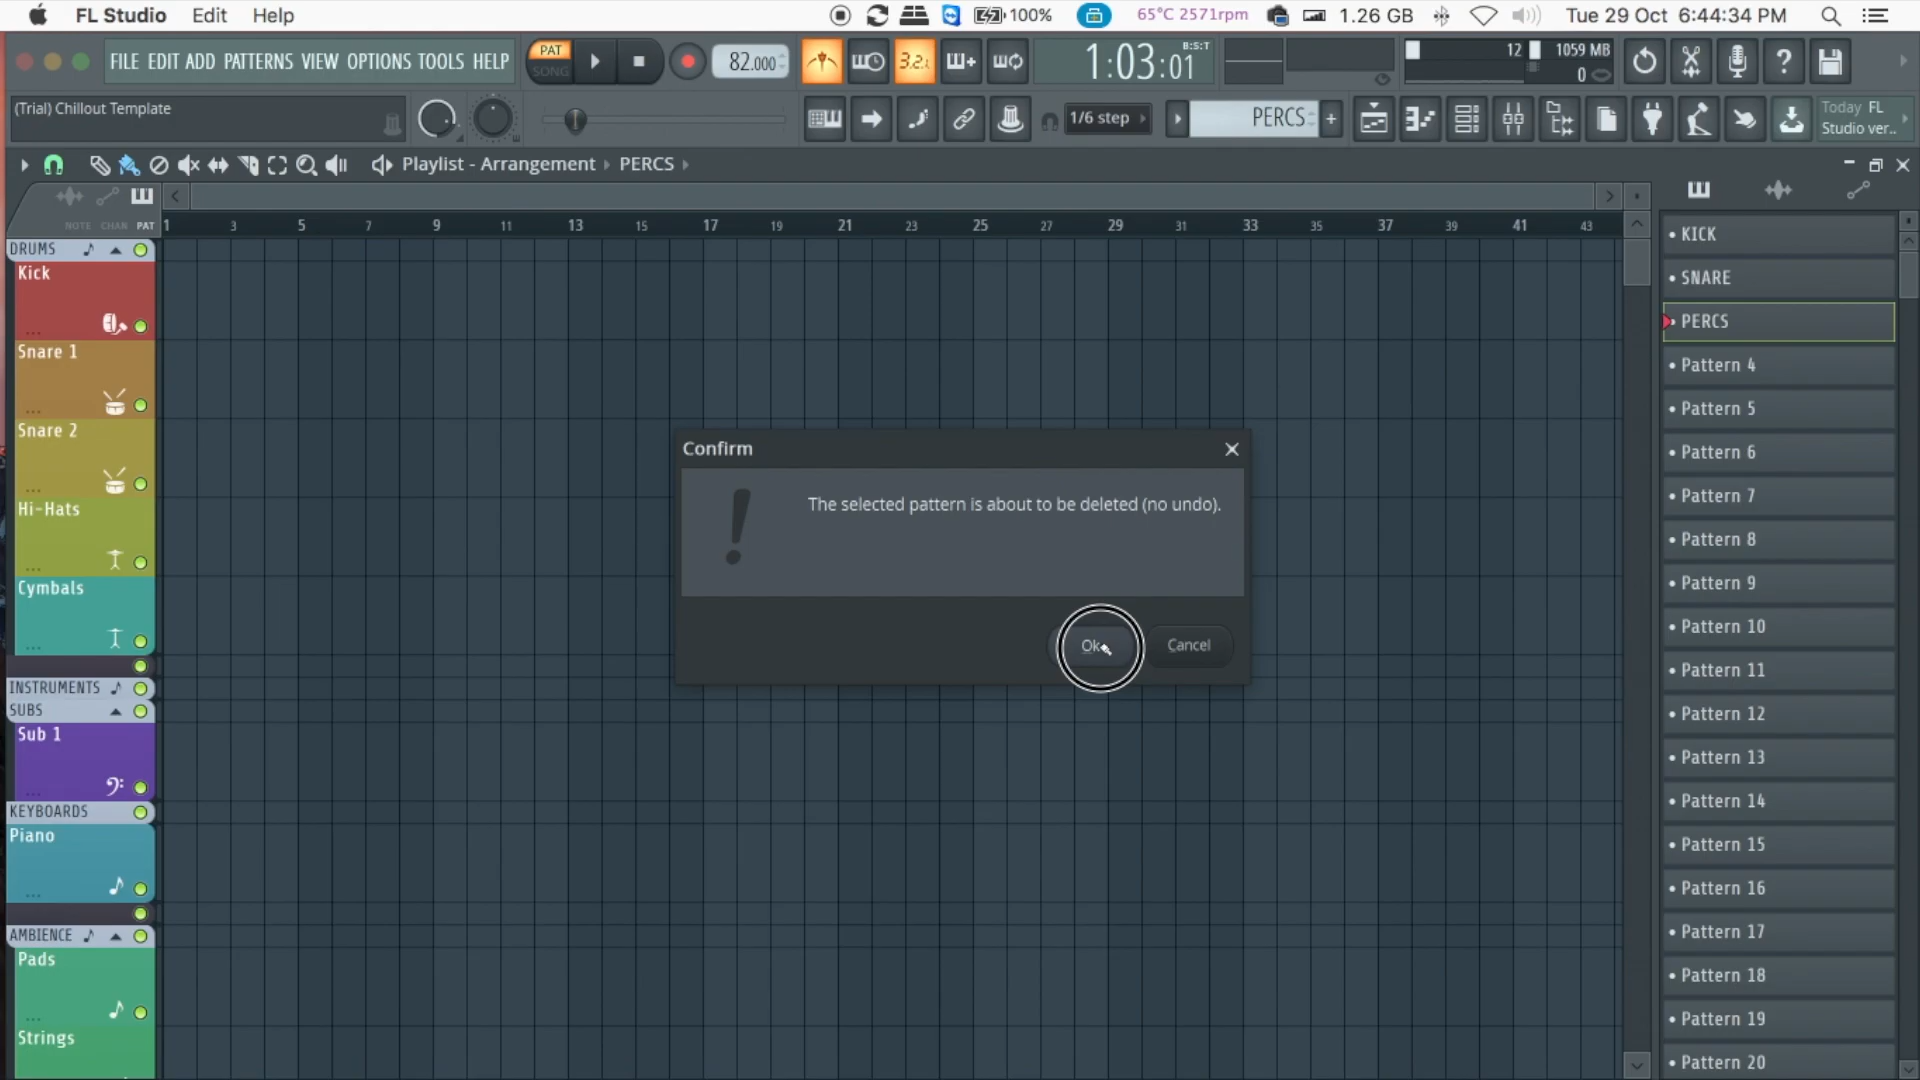 FL Studio Edit Help 100% 65°C 2571rpm 1.26 GB Tue 29 Oct 6:44:34 PM
FILE EDIT ADD PATTERNS VIEW OPTIONS TOOLS HELP
PAT
SONG
82.000
3.2.
1:03:01
B:S:T
12 1059 MB
0
(Trial) Chillout Template
1/6 step
PERCS
Today FL
Studio ver..
Playlist - Arrangement PERCS
NOTE CHAN PAT
1 3 5 7 9 11 13 15 17 19 21 23 25 27 29 31 33 35 37 39 41 43
DRUMS
Kick
Snare 1
Snare 2
Hi-Hats
Cymbals
INSTRUMENTS
SUBS
Sub 1
KEYBOARDS
Piano
AMBIENCE
Pads
Strings
Confirm
The selected pattern is about to be deleted (no undo).
Ok
Cancel
KICK
SNARE
PERCS
Pattern 4
Pattern 5
Pattern 6
Pattern 7
Pattern 8
Pattern 9
Pattern 10
Pattern 11
Pattern 12
Pattern 13
Pattern 14
Pattern 15
Pattern 16
Pattern 17
Pattern 18
Pattern 19
Pattern 20